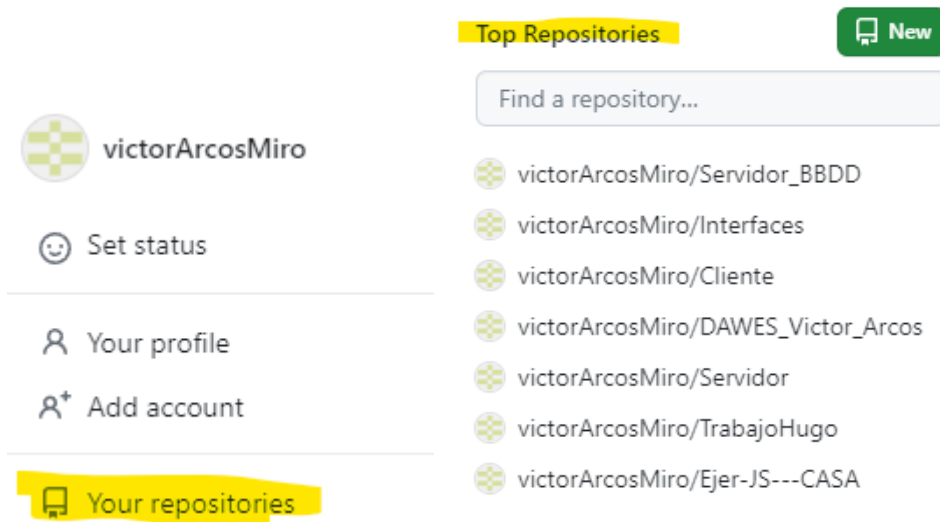 victorArcosMiro
Set status
Your profile
Add account
Your repositories
Top Repositories
New
Find a repository...
victorArcosMiro/Servidor_BBDD
victorArcosMiro/Interfaces
victorArcosMiro/Cliente
victorArcosMiro/DAWES_Victor_Arcos
victorArcosMiro/Servidor
victorArcosMiro/TrabajoHugo
victorArcosMiro/Ejer-JS---CASA